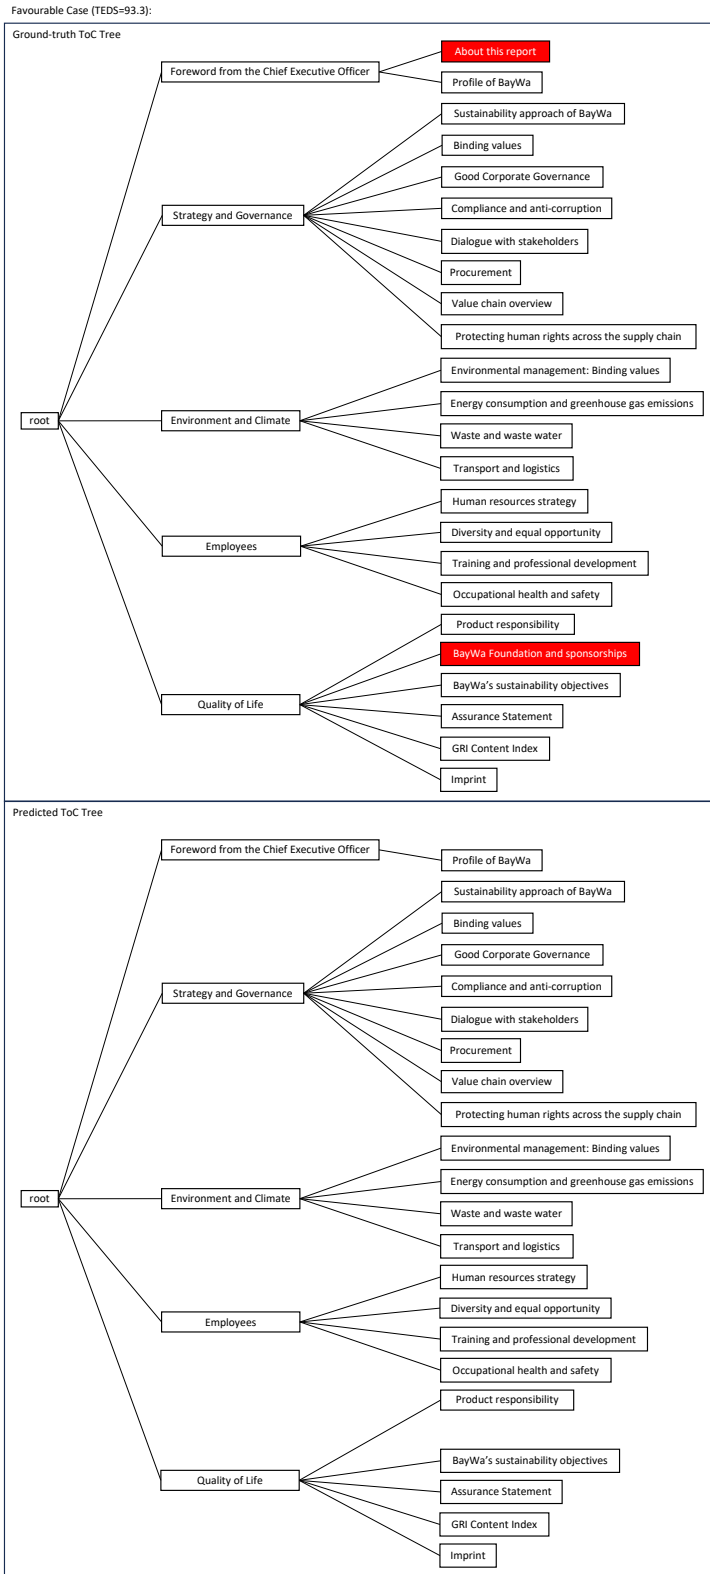 Favourable Case (TEDS=93.3):
Ground-truth ToC Tree
About this report
Foreword from the Chief Executive Officer
Profile of BayWa
Sustainability approach of BayWa
Binding values
Good Corporate Governance
Compliance and anti-corruption
Strategy and Governance
Dialogue with stakeholders
Procurement
Value chain overview
Protecting human rights across the supply chain
Environmental management: Binding values
Energy consumption and greenhouse gas emissions
root
Environment and Climate
Waste and waste water
Transport and logistics
Human resources strategy
Diversity and equal opportunity
Employees
Training and professional development
Occupational health and safety
Product responsibility
BayWa Foundation and sponsorships
BayWa’s sustainability objectives
Quality of Life
Assurance Statement
GRI Content Index
Imprint
Predicted ToC Tree
Foreword from the Chief Executive Officer
Profile of BayWa
Sustainability approach of BayWa
Binding values
Good Corporate Governance
Compliance and anti-corruption
Strategy and Governance
Dialogue with stakeholders
Procurement
Value chain overview
Protecting human rights across the supply chain
Environmental management: Binding values
Energy consumption and greenhouse gas emissions
root
Environment and Climate
Waste and waste water
Transport and logistics
Human resources strategy
Diversity and equal opportunity
Employees
Training and professional development
Occupational health and safety
Product responsibility
BayWa’s sustainability objectives
Quality of Life
Assurance Statement
GRI Content Index
Imprint